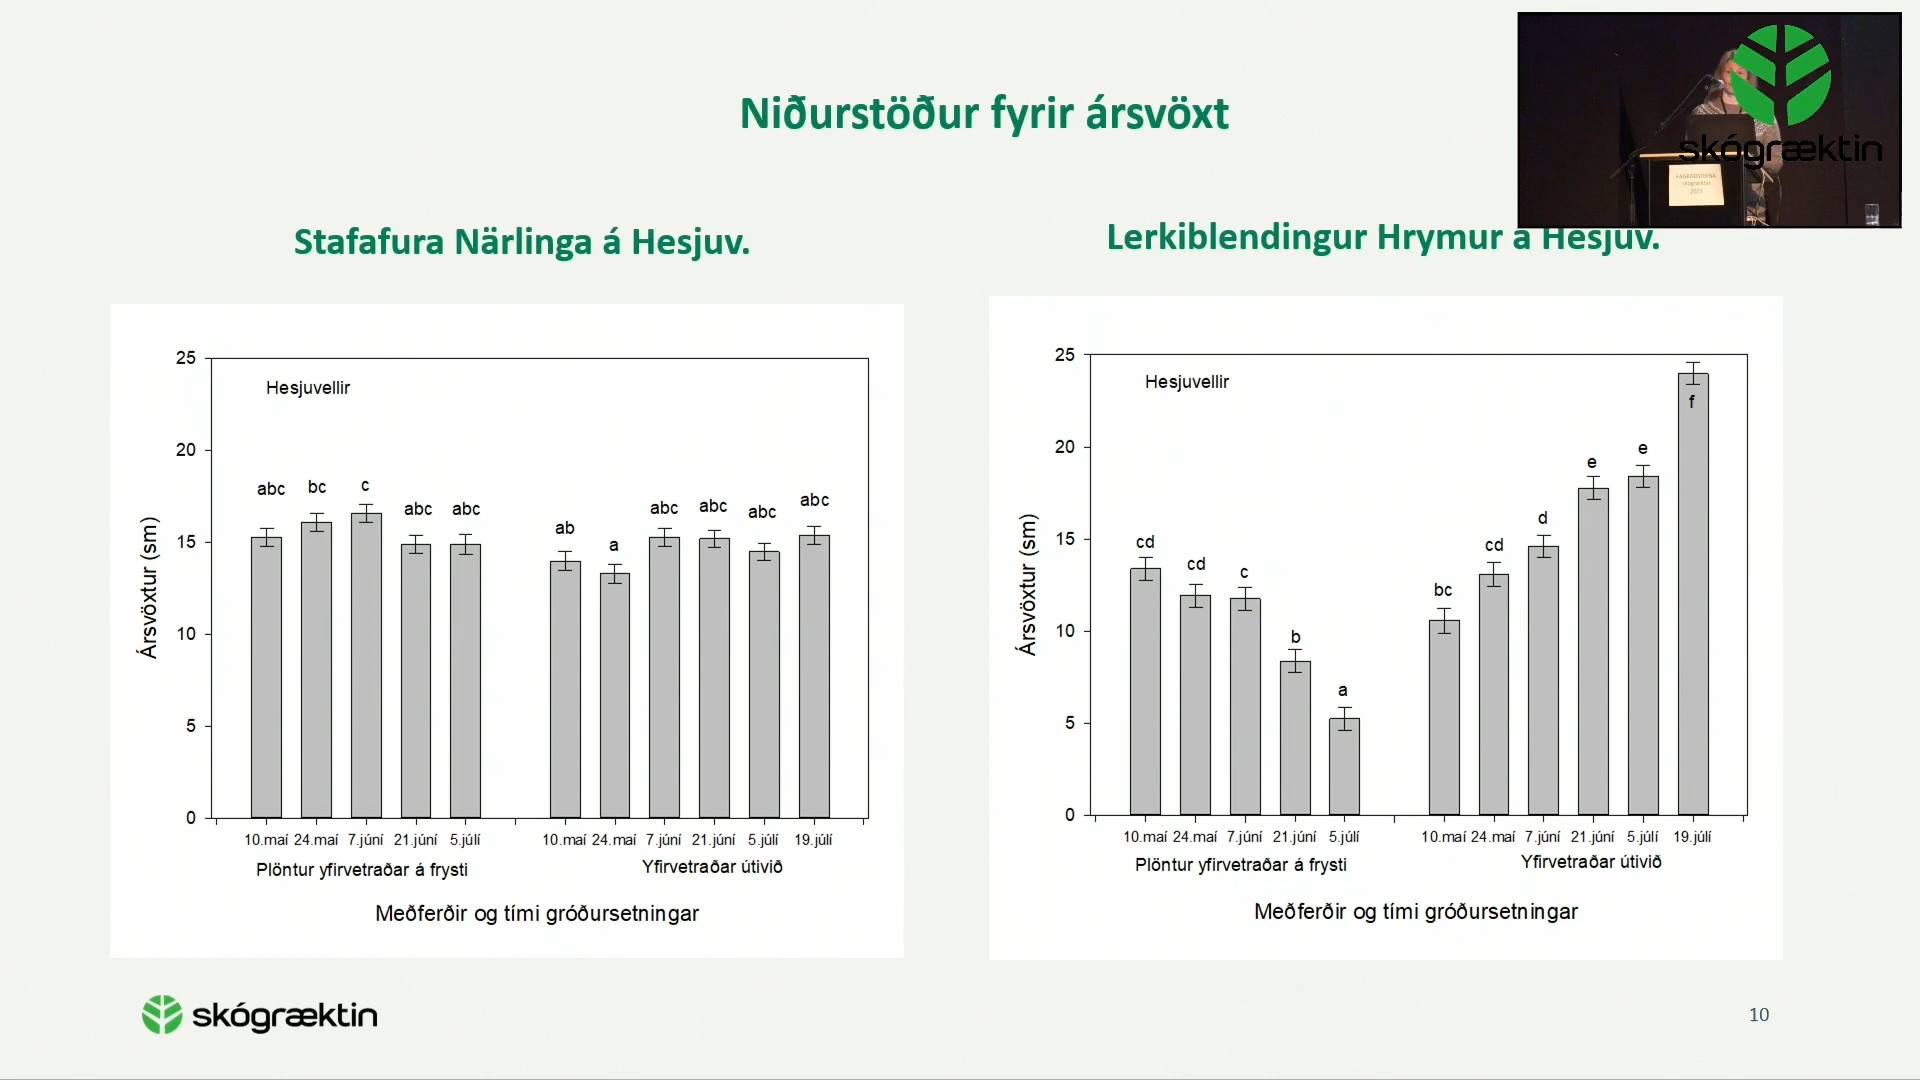 Niðurstöður fyrir ársvöxt
skógræktin
FAGRÁÐSTEFNA
skógræktar
2023
Stafafura Närlinga á Hesjuv.
Lerkiblendingur Hrymur á Hesjuv.
Hesjuvellir
25
20
15
10
5
0
Ársvöxtur (sm)
abc bc c abc abc ab a abc abc abc abc
10.maí 24.maí 7.júní 21.júní 5.júlí 10.maí 24.maí 7.júní 21.júní 5.júlí 19.júlí
Plöntur yfirvetraðar á frysti Yfirvetraðar útivið
Meðferðir og tími gróðursetningar
Hesjuvellir
25
20
15
10
5
0
Ársvöxtur (sm)
cd cd c b a bc cd d e e f
10.maí 24.maí 7.júní 21.júní 5.júlí 10.maí 24.maí 7.júní 21.júní 5.júlí 19.júlí
Plöntur yfirvetraðar á frysti Yfirvetraðar útivið
Meðferðir og tími gróðursetningar
skógræktin
10